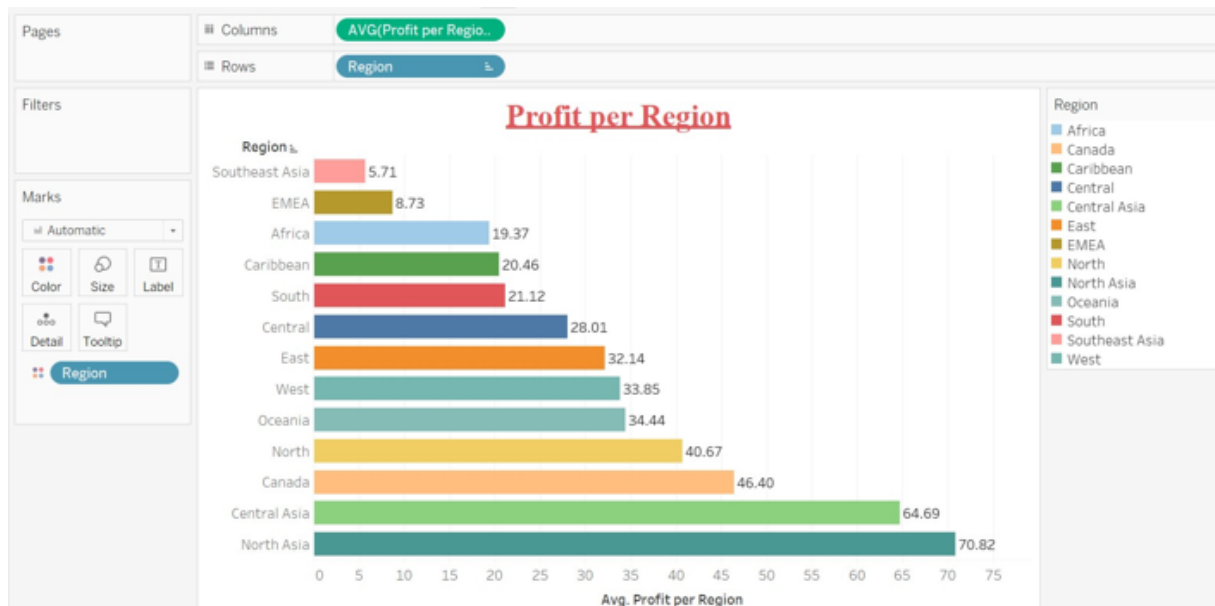 Pages
Columns
AVG(Profit per Regio..
Rows
Region
Filters
Marks
Automatic
Color
Size
Label
Detail
Tooltip
Region
Profit per Region
Region
Southeast Asia 5.71
EMEA 8.73
Africa 19.37
Caribbean 20.46
South 21.12
Central 28.01
East 32.14
West 33.85
Oceania 34.44
North 40.67
Canada 46.40
Central Asia 64.69
North Asia 70.82
0 5 10 15 20 25 30 35 40 45 50 55 60 65 70 75
Avg. Profit per Region
Region
Africa
Canada
Caribbean
Central
Central Asia
East
EMEA
North
North Asia
Oceania
South
Southeast Asia
West